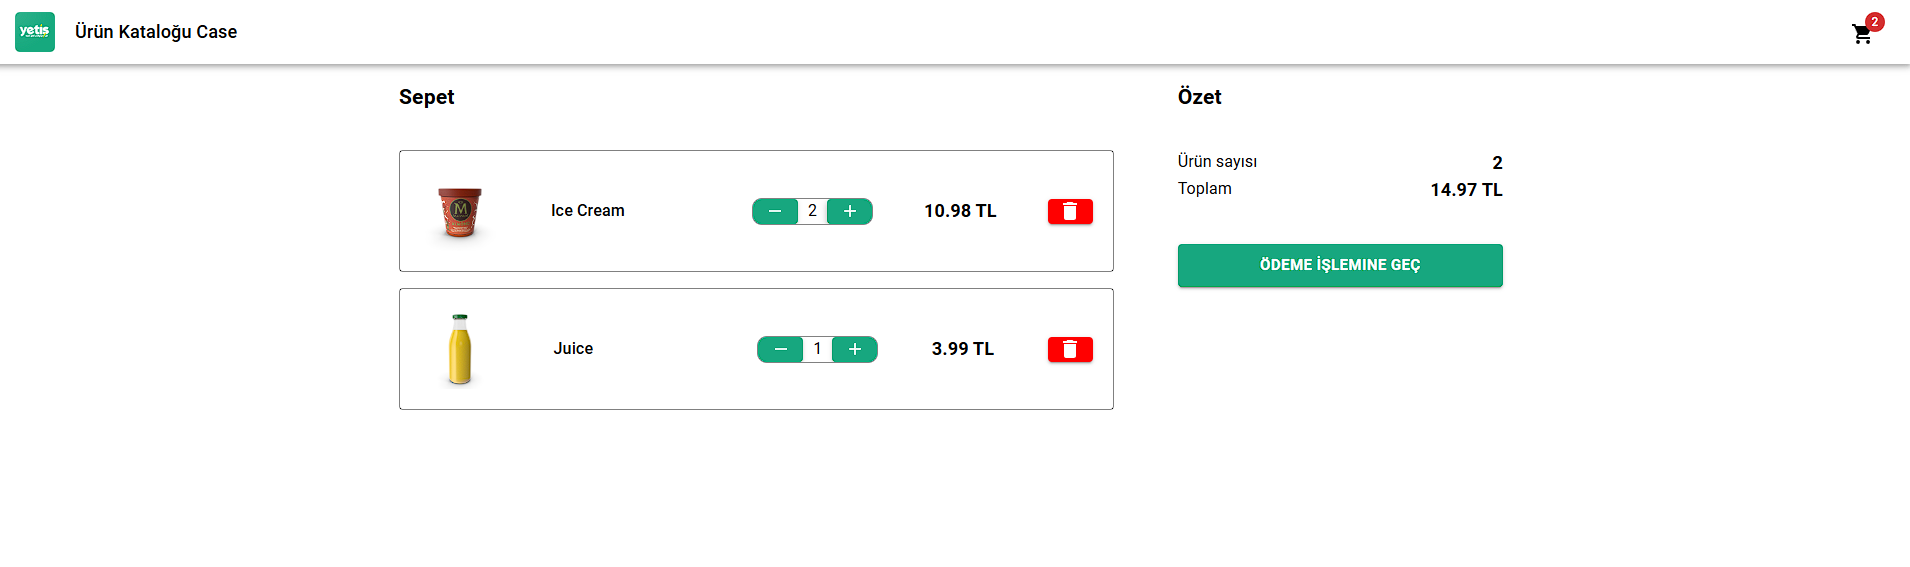 yetis
Ürün Kataloğu Case
2
Sepet
Özet
Ice Cream
2
10.98 TL
Juice
1
3.99 TL
Ürün sayısı
2
Toplam
14.97 TL
ÖDEME İŞLEMINE GEÇ